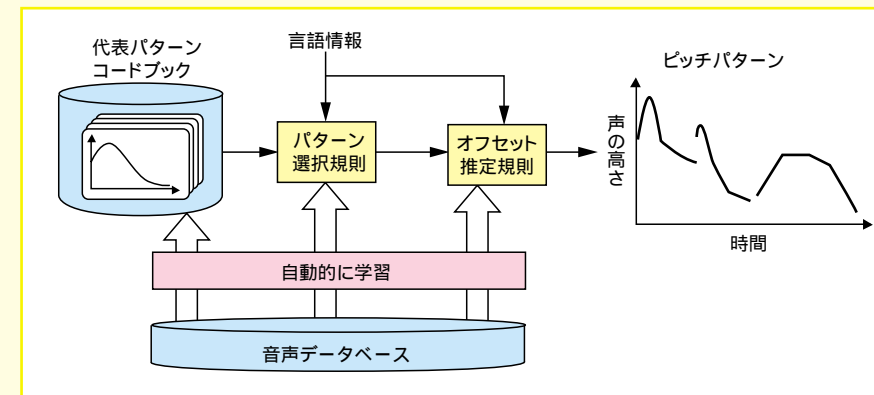 代表パターン
コードブック
言語情報
パターン
選択規則
オフセット
推定規則
ピッチパターン
声の高さ
時間
自動的に学習
音声データベース